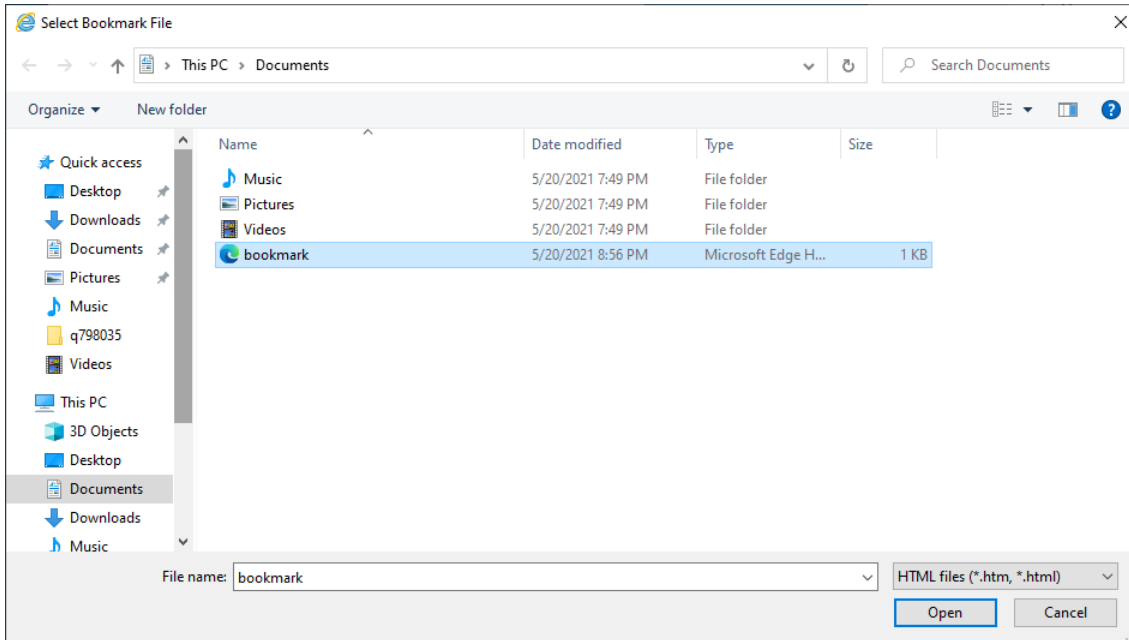 Select Bookmark File
This PC > Documents
Search Documents
Organize
New folder
Name Date modified Type Size
Quick access
Desktop
Downloads
Documents
Pictures
Music
q798035
Videos
This PC
3D Objects
Desktop
Documents
Downloads
Music
Music 5/20/2021 7:49 PM File folder
Pictures 5/20/2021 7:49 PM File folder
Videos 5/20/2021 7:49 PM File folder
bookmark 5/20/2021 8:56 PM Microsoft Edge H... 1 KB
File name: bookmark HTML files (*.htm, *.html)
Open Cancel